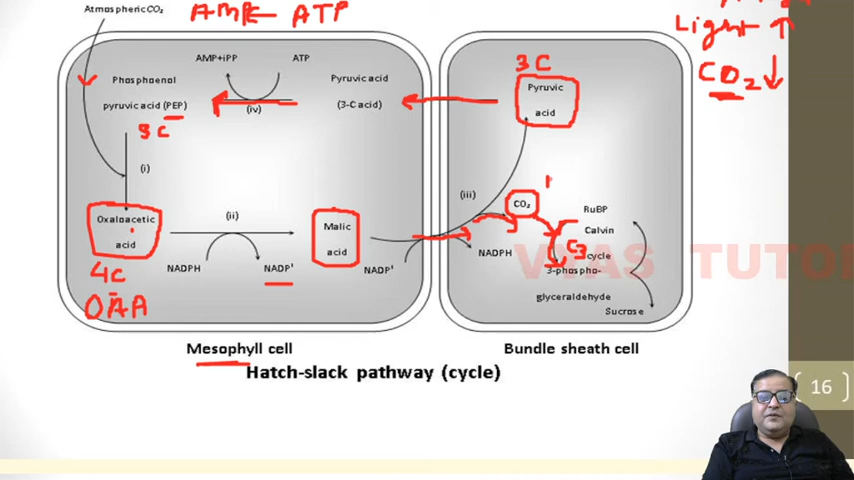 Atmospheric CO₂
AMP ← ATP
Light ↑
CO₂ ↓
AMP+iPP
ATP
Phosphoenol
pyruvic acid (PEP)
3C
(iv)
Pyruvic acid
(3-C acid)
3C
Pyruvic
acid
(i)
Oxaloacetic
acid
4C
OAA
(ii)
NADPH
NADP⁺
Malic
acid
NADP⁺
(iii)
CO₂
NADPH
RuBP
Calvin
C3
cycle
3-phospho-
glyceraldehyde
Sucrose
VYAS TUTOR
Mesophyll cell
Bundle sheath cell
Hatch-slack pathway (cycle)
16